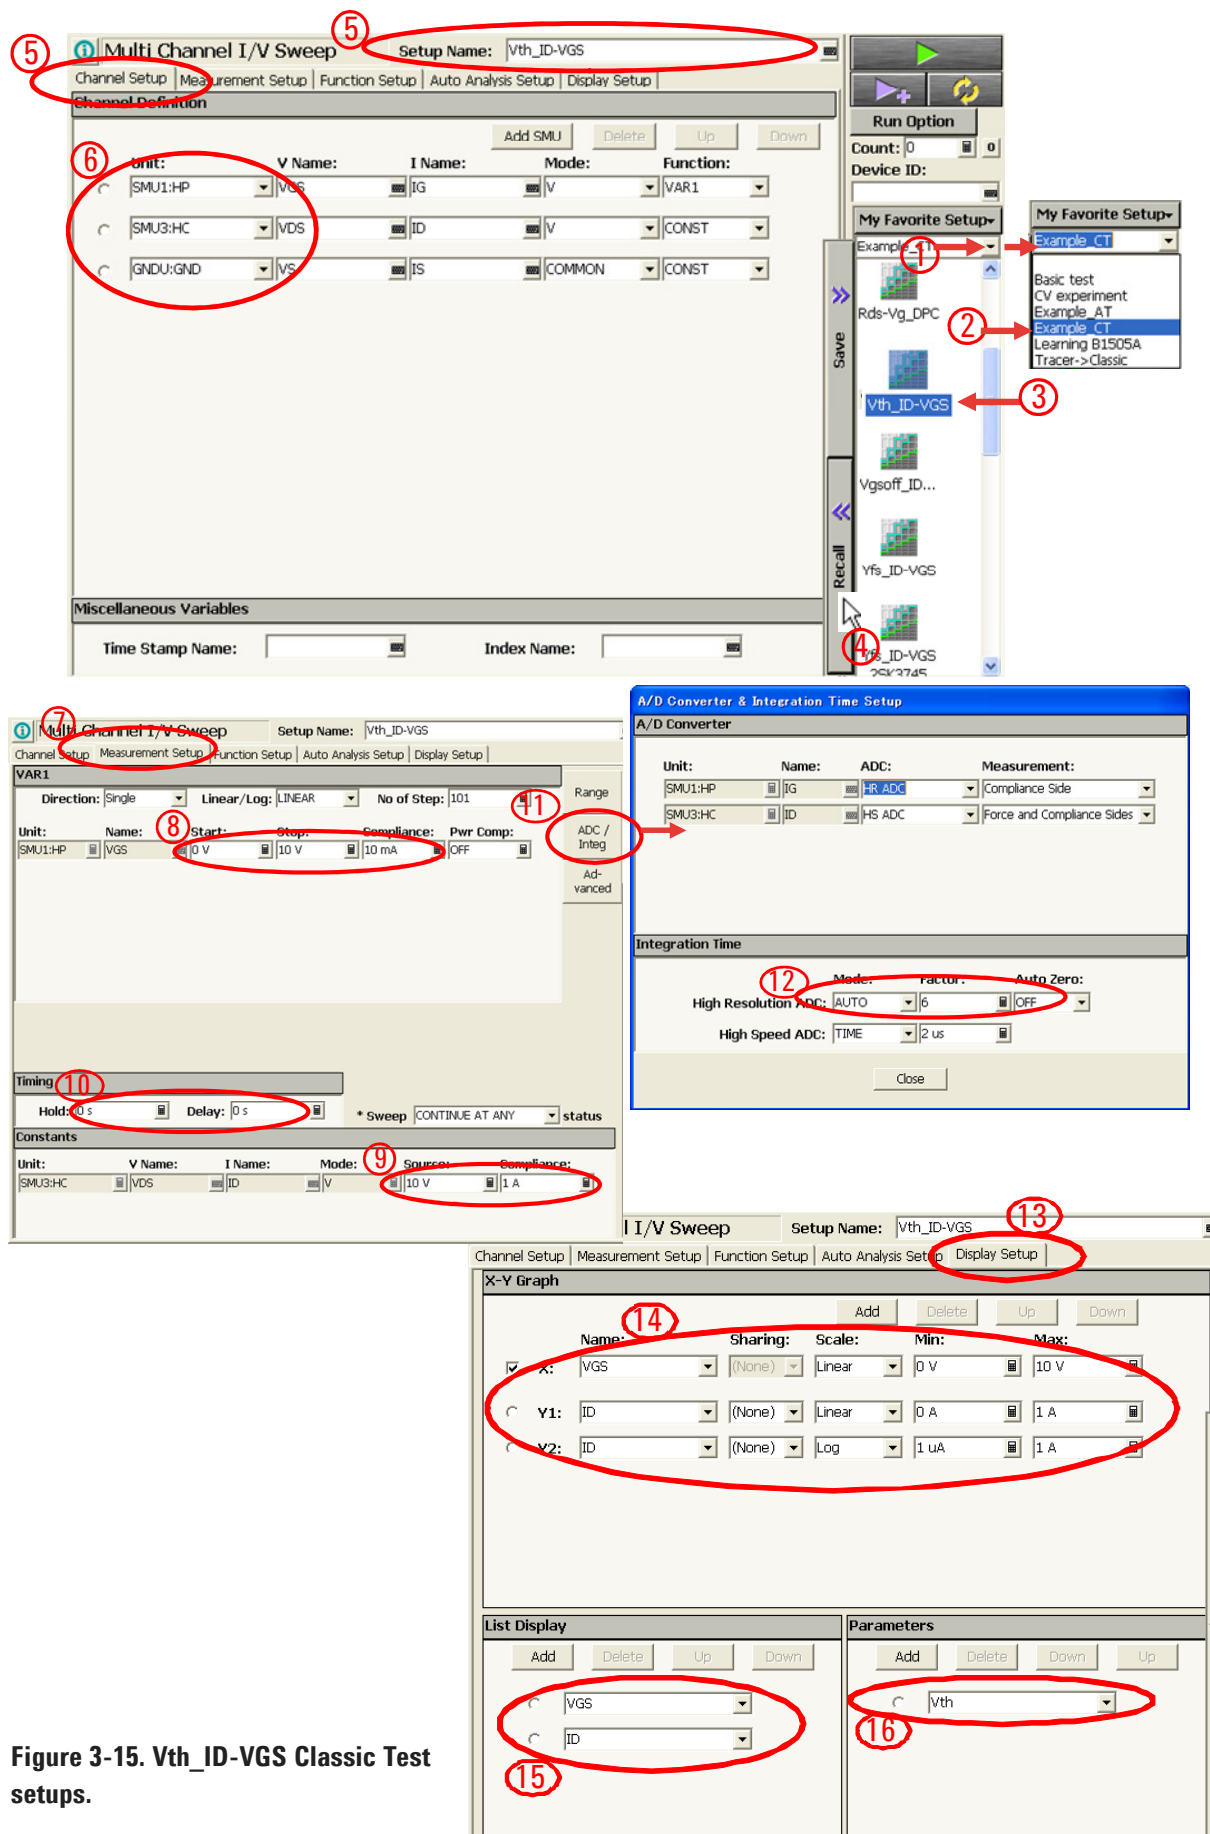 5
Multi Channel I/V Sweep
5
Setup Name: Vth_ID-VGS
Channel Setup Measurement Setup Function Setup Auto Analysis Setup Display Setup
Channel Definition
Add SMU Delete Up Down
6
Unit: V Name: I Name: Mode: Function:
SMU1:HP VGS IG V VAR1
SMU3:HC VDS ID V CONST
GNDU:GND VS IS COMMON CONST
Miscellaneous Variables
Time Stamp Name: Index Name:
Save
Recall
4
Run Option
Count: 0 0
Device ID:
My Favorite Setup
1
Rds-Vg_DPC
Vth_ID-VGS
3
Vgsoff_ID...
Yfs_ID-VGS
Yfs_ID-VGS
2SK3745
My Favorite Setup
Example_CT
Basic test
CV experiment
Example_AT
2
Example_CT
Learning B1505A
Tracer->Classic
7
Multi Channel I/V Sweep Setup Name: Vth_ID-VGS
Channel Setup Measurement Setup Function Setup Auto Analysis Setup Display Setup
VAR1
Direction: Single Linear/Log: LINEAR No of Step: 101
8
Unit: Name: Start: Stop: Compliance: Pwr Comp:
SMU1:HP VGS 0 V 10 V 10 mA OFF
Range
11
ADC /
Integ
Ad-
vanced
Timing
10
Hold: 0 s Delay: 0 s * Sweep CONTINUE AT ANY status
Constants
9
Unit: V Name: I Name: Mode: Source: Compliance:
SMU3:HC VDS ID V 10 V 1 A
A/D Converter & Integration Time Setup
A/D Converter
Unit: Name: ADC: Measurement:
SMU1:HP IG HR ADC Compliance Side
SMU3:HC ID HS ADC Force and Compliance Sides
Integration Time
12
Mode: Factor: Auto Zero:
High Resolution ADC: AUTO 6 OFF
High Speed ADC: TIME 2 us
Close
I/V Sweep Setup Name: Vth_ID-VGS
13
Channel Setup Measurement Setup Function Setup Auto Analysis Setup Display Setup
X-Y Graph
Add Delete Up Down
14
Name: Sharing: Scale: Min: Max:
X: VGS (None) Linear 0 V 10 V
Y1: ID (None) Linear 0 A 1 A
Y2: ID (None) Log 1 uA 1 A
List Display
Add Delete Up Down
VGS
ID
15
Parameters
Add Delete Down Up
Vth
16
Figure 3-15. Vth_ID-VGS Classic Test
setups.